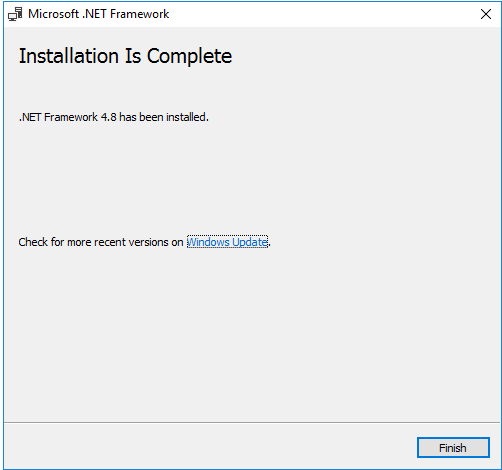 Microsoft .NET Framework
Installation Is Complete
.NET Framework 4.8 has been installed.
Check for more recent versions on Windows Update.
Finish